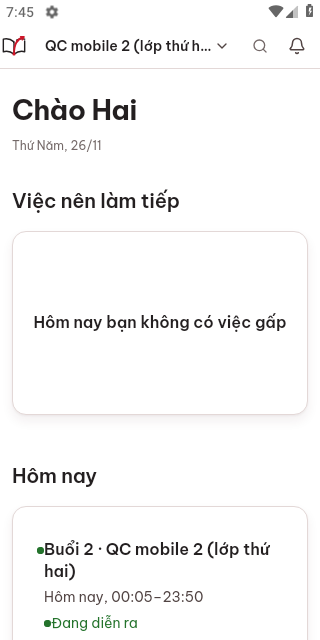 7:45
QC mobile 2 (lớp thứ h...
Chào Hai
Thứ Năm, 26/11
Việc nên làm tiếp
Hôm nay bạn không có việc gấp
Hôm nay
Buổi 2 · QC mobile 2 (lớp thứ
hai)
Hôm nay, 00:05–23:50
Đang diễn ra